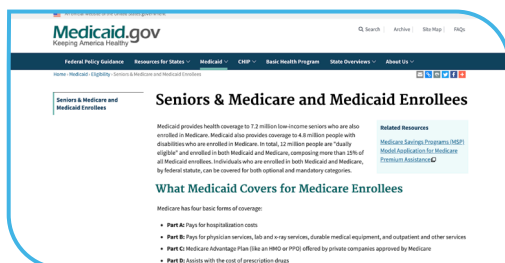 An official website of the United States government
Medicaid.gov
Keeping America Healthy
Search | Archive | Site Map | FAQs
Federal Policy Guidance Resources for States Medicaid CHIP Basic Health Program State Overviews About Us
Home › Medicaid › Eligibility › Seniors & Medicare and Medicaid Enrollees
Seniors & Medicare and
Medicaid Enrollees
Seniors & Medicare and Medicaid Enrollees
Medicaid provides health coverage to 7.2 million low-income seniors who are also
enrolled in Medicare. Medicaid also provides coverage to 4.8 million people with
disabilities who are enrolled in Medicare. In total, 12 million people are "dually
eligible" and enrolled in both Medicaid and Medicare, composing more than 15% of
all Medicaid enrollees. Individuals who are enrolled in both Medicaid and Medicare,
by federal statute, can be covered for both optional and mandatory categories.
Related Resources
Medicare Savings Programs (MSP)
Model Application for Medicare
Premium Assistance
What Medicaid Covers for Medicare Enrollees
Medicare has four basic forms of coverage:
• Part A: Pays for hospitalization costs
• Part B: Pays for physician services, lab and x-ray services, durable medical equipment, and outpatient and other services
• Part C: Medicare Advantage Plan (like an HMO or PPO) offered by private companies approved by Medicare
• Part D: Assists with the cost of prescription drugs